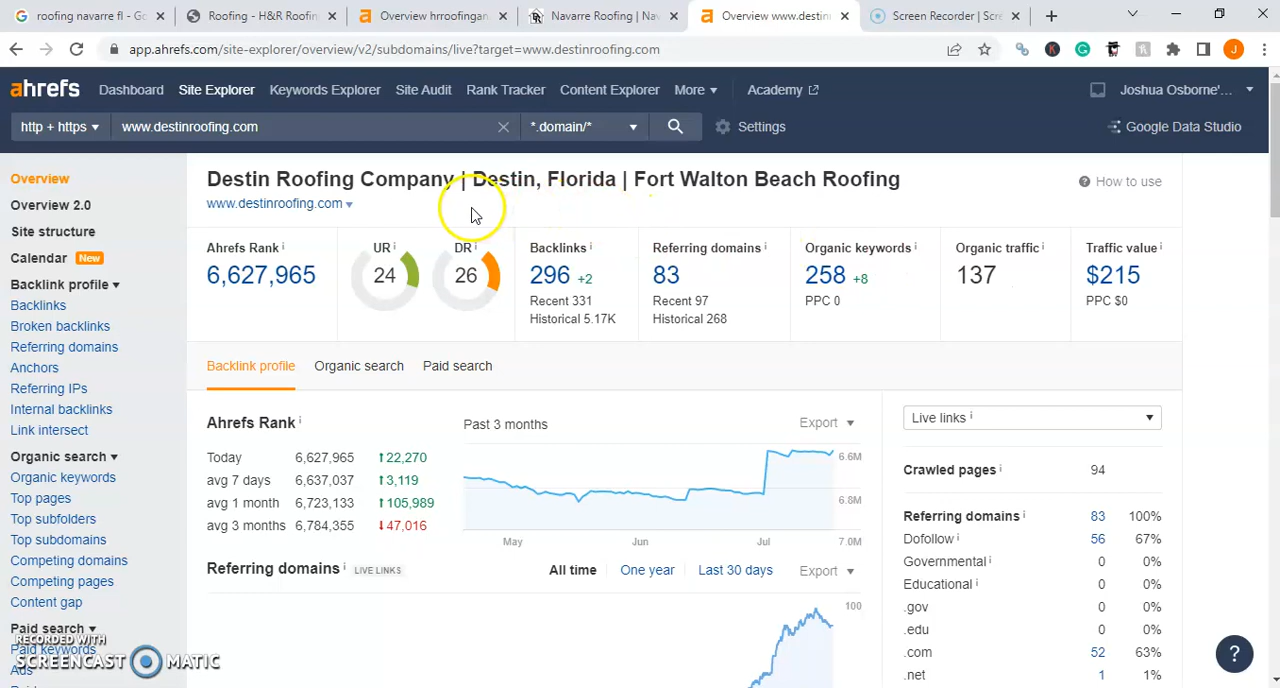 roofing navarre fl - Go
Roofing - H&R Roofin
Overview hrroofingan
Navarre Roofing | Nav
Overview www.destin
Screen Recorder | Scre
app.ahrefs.com/site-explorer/overview/v2/subdomains/live?target=www.destinroofing.com
K
J
ahrefs Dashboard Site Explorer Keywords Explorer Site Audit Rank Tracker Content Explorer More Academy Joshua Osborne'...
http + https www.destinroofing.com *.domain/* Settings Google Data Studio
Overview
Overview 2.0
Site structure
Calendar New
Backlink profile
Backlinks
Broken backlinks
Referring domains
Anchors
Referring IPs
Internal backlinks
Link intersect
Organic search
Organic keywords
Top pages
Top subfolders
Top subdomains
Competing domains
Competing pages
Content gap
Paid search
Paid keywords
Ads
RECORDED WITH
SCREENCAST MATIC
Destin Roofing Company | Destin, Florida | Fort Walton Beach Roofing
How to use
www.destinroofing.com
Ahrefs Rank i
6,627,965
UR i
24
DR i
26
Backlinks i
296 +2
Recent 331
Historical 5.17K
Referring domains i
83
Recent 97
Historical 268
Organic keywords i
258 +8
PPC 0
Organic traffic i
137
Traffic value i
$215
PPC $0
Backlink profile Organic search Paid search
Ahrefs Rank i
Past 3 months
Export
Today 6,627,965 ↑22,270
avg 7 days 6,637,037 ↑3,119
avg 1 month 6,723,133 ↑105,989
avg 3 months 6,784,355 ↓47,016
6.6M
6.8M
7.0M
May Jun Jul
Referring domains i LIVE LINKS
All time One year Last 30 days Export
100
Live links i
Crawled pages i 94
Referring domains i 83 100%
Dofollow i 56 67%
Governmental i 0 0%
Educational i 0 0%
.gov 0 0%
.edu 0 0%
.com 52 63%
.net 1 1%
?